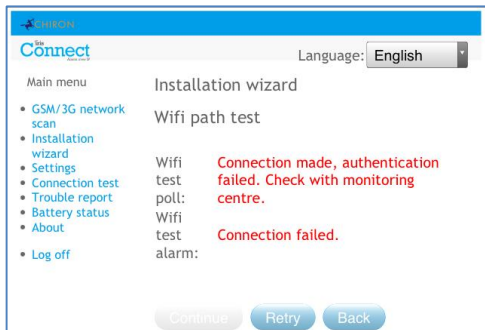 CHIRON
Iris
Connect
Language: English
Main menu
GSM/3G network
scan
Installation
wizard
Settings
Connection test
Trouble report
Battery status
About
Log off
Installation wizard
Wifi path test
Wifi
test
poll:
Connection made, authentication
failed. Check with monitoring
centre.
Wifi
test
alarm:
Connection failed.
Continue
Retry
Back